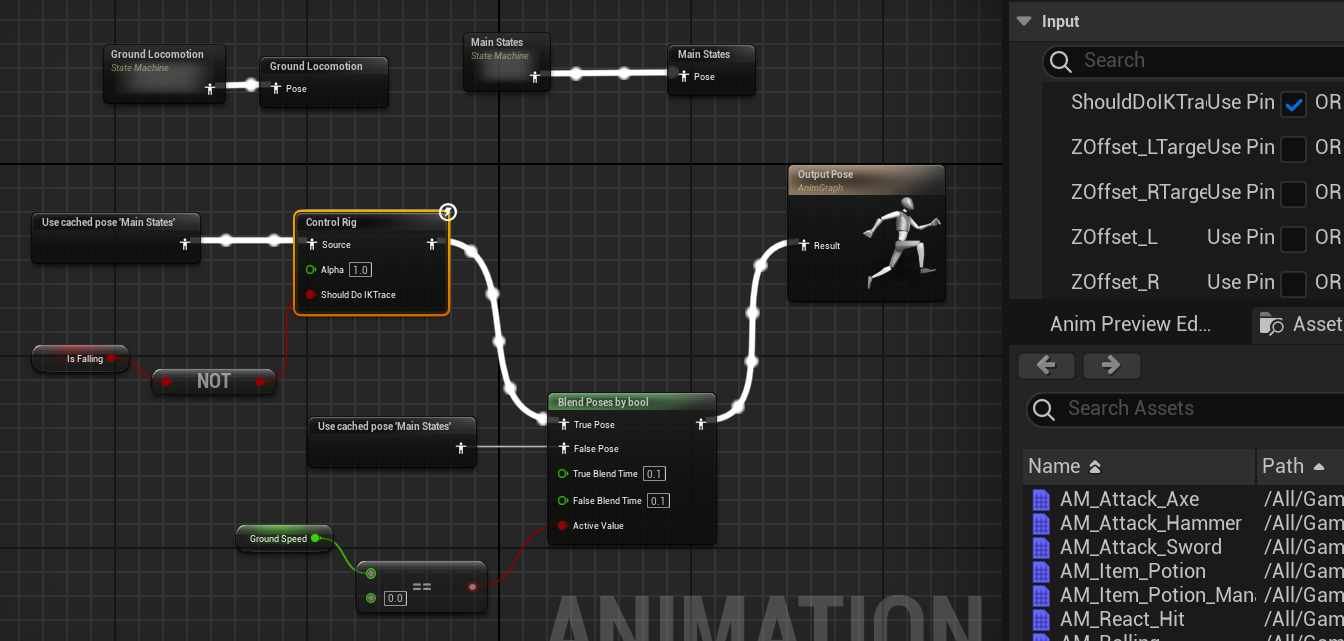 Ground Locomotion
State Machine
Ground Locomotion
Pose
Main States
State Machine
Main States
Pose
Use cached pose 'Main States'
Control Rig
Source
Alpha 1.0
Should Do IKTrace
Output Pose
AnimGraph
Result
Is Falling
NOT
Use cached pose 'Main States'
Blend Poses by bool
True Pose
False Pose
True Blend Time 0.1
False Blend Time 0.1
Active Value
Ground Speed
0.0 ==
ANIMATION
Input
Search
ShouldDoIKTra Use Pin OR
ZOffset_LTarge Use Pin OR
ZOffset_RTarge Use Pin OR
ZOffset_L Use Pin OR
ZOffset_R Use Pin OR
Anim Preview Ed...
Asset
Search Assets
Name Path
AM_Attack_Axe /All/Gam
AM_Attack_Hammer /All/Gam
AM_Attack_Sword /All/Gam
AM_Item_Potion /All/Gam
AM_Item_Potion_Man /All/Gam
AM_React_Hit /All/Gam